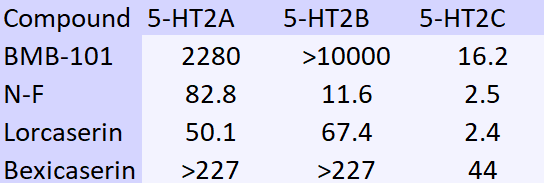 Compound 5-HT2A 5-HT2B 5-HT2C
BMB-101 2280 >10000 16.2
N-F 82.8 11.6 2.5
Lorcaserin 50.1 67.4 2.4
Bexicaserin >227 >227 44